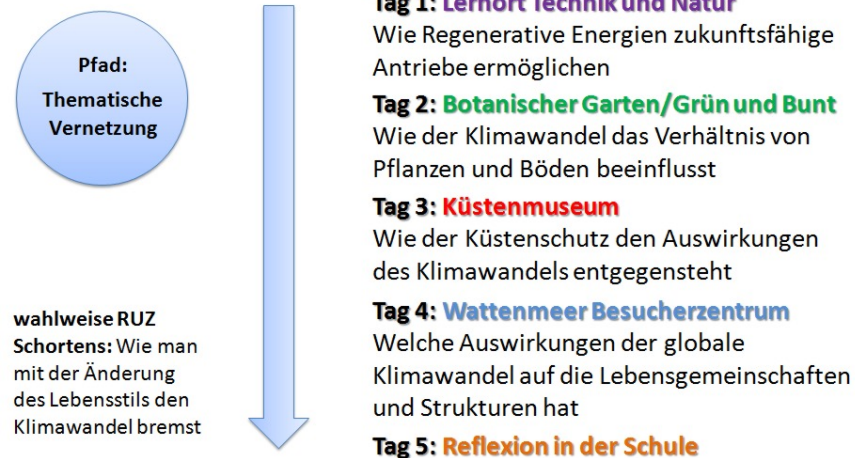 Pfad:
Thematische
Vernetzung
wahlweise RUZ
Schortens: Wie man
mit der Änderung
des Lebensstils den
Klimawandel bremst
Tag 1: Lernort Technik und Natur
Wie Regenerative Energien zukunftsfähige
Antriebe ermöglichen
Tag 2: Botanischer Garten/Grün und Bunt
Wie der Klimawandel das Verhältnis von
Pflanzen und Böden beeinflusst
Tag 3: Küstenmuseum
Wie der Küstenschutz den Auswirkungen
des Klimawandels entgegensteht
Tag 4: Wattenmeer Besucherzentrum
Welche Auswirkungen der globale
Klimawandel auf die Lebensgemeinschaften
und Strukturen hat
Tag 5: Reflexion in der Schule